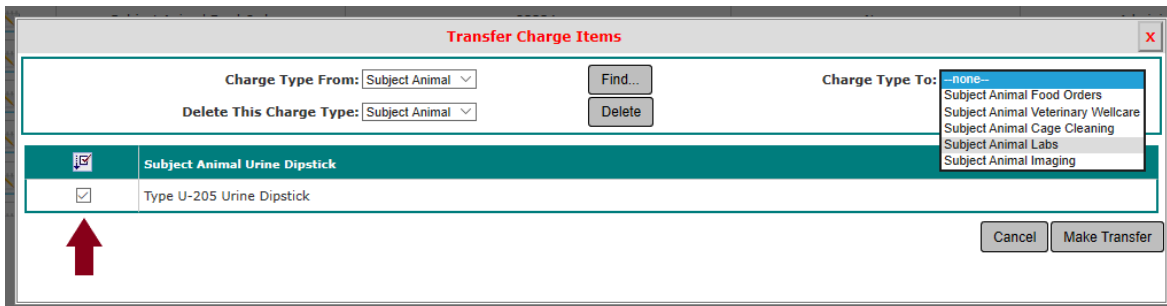 Transfer Charge Items
X
Charge Type From: Subject Animal
Find...
Charge Type To: --none--
Subject Animal Food Orders
Subject Animal Veterinary Wellcare
Subject Animal Cage Cleaning
Subject Animal Labs
Subject Animal Imaging
Delete This Charge Type: Subject Animal
Delete
Subject Animal Urine Dipstick
Type U-205 Urine Dipstick
Cancel
Make Transfer